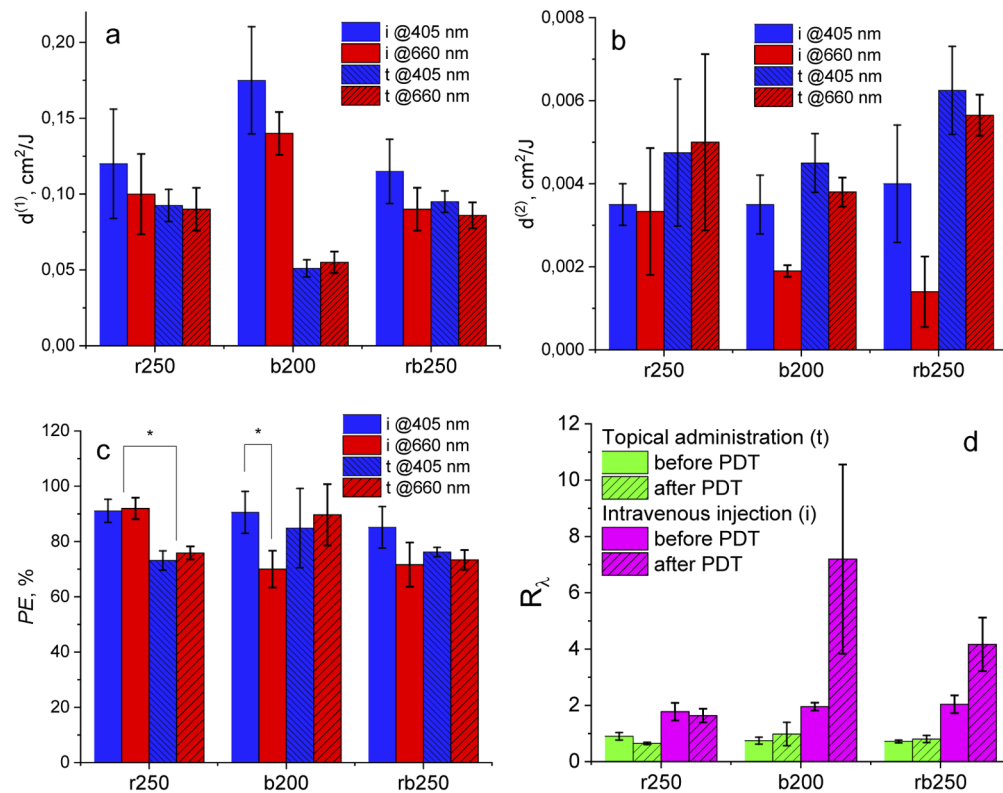 a
i @405 nm
i @660 nm
t @405 nm
t @660 nm
d(1), cm2/J
0,20
0,15
0,10
0,05
0,00
r250 b200 rb250
b
i @405 nm
i @660 nm
t @405 nm
t @660 nm
d(2), cm2/J
0,008
0,006
0,004
0,002
0,000
r250 b200 rb250
c
i @405 nm
i @660 nm
t @405 nm
t @660 nm
* *
PE, %
120
100
80
60
40
20
0
r250 b200 rb250
d
Topical administration (t)
before PDT
after PDT
Intravenous injection (i)
before PDT
after PDT
Rλ
12
10
8
6
4
2
0
r250 b200 rb250